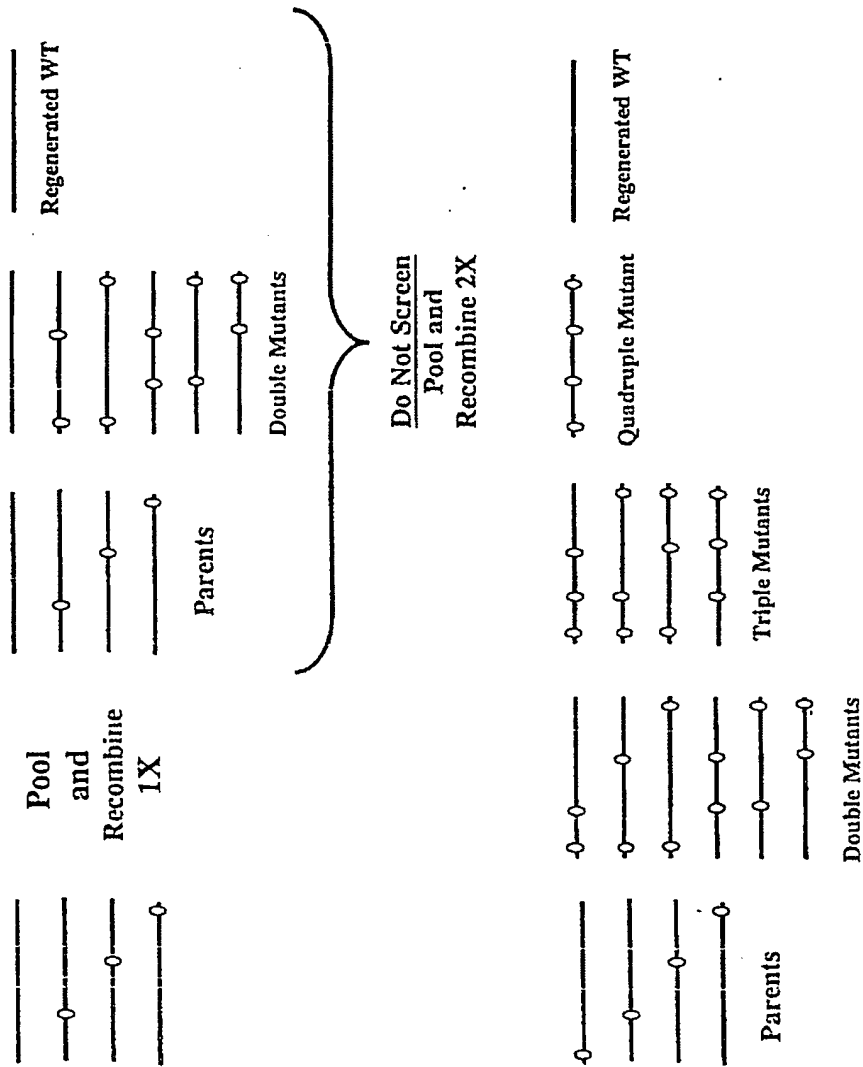 Pool
and
Recombine
1X
Parents
Double Mutants
Regenerated WT
Do Not Screen
Pool and
Recombine 2X
Parents
Double Mutants
Triple Mutants
Quadruple Mutant
Regenerated WT